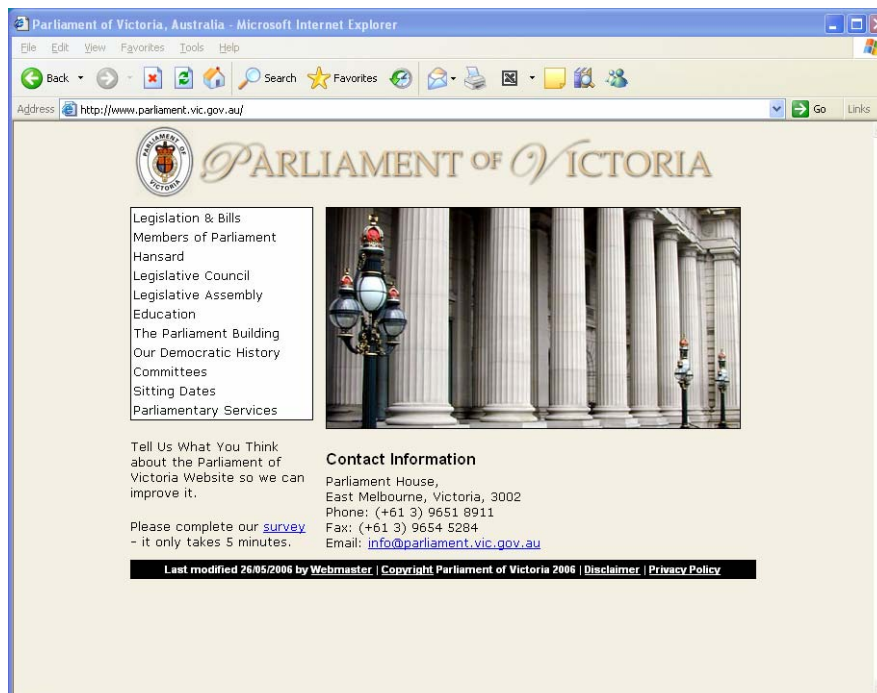 Parliament of Victoria, Australia - Microsoft Internet Explorer
File Edit View Favorites Tools Help
Back Search Favorites
Address http://www.parliament.vic.gov.au/ Go Links
PARLIAMENT OF VICTORIA
PARLIAMENT OF VICTORIA
Legislation & Bills
Members of Parliament
Hansard
Legislative Council
Legislative Assembly
Education
The Parliament Building
Our Democratic History
Committees
Sitting Dates
Parliamentary Services
Tell Us What You Think
about the Parliament of
Victoria Website so we can
improve it.
Please complete our survey
- it only takes 5 minutes.
Contact Information
Parliament House,
East Melbourne, Victoria, 3002
Phone: (+61 3) 9651 8911
Fax: (+61 3) 9654 5284
Email: info@parliament.vic.gov.au
Last modified 26/05/2006 by Webmaster | Copyright Parliament of Victoria 2006 | Disclaimer | Privacy Policy